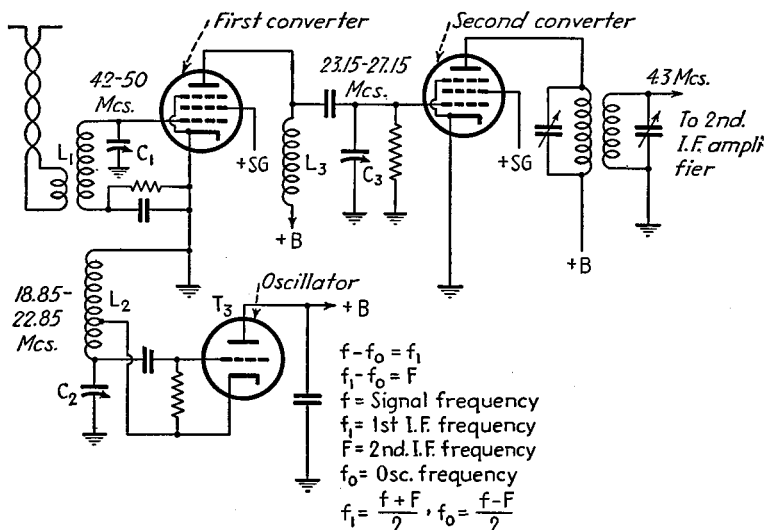 First converter
Second converter
42-50
Mcs.
23.15-27.15
Mcs.
4.3 Mcs.
To 2nd.
I.F. ampli
fier
L₁
C₁
+SG
L₃
C₃
+SG
+B
+B
18.85-
22.85
Mcs.
L₂
T₃
Oscillator
+B
C₂
f-f₀ = f₁
f₁-f₀ = F
f = Signal frequency
f₁ = 1st I.F. frequency
F = 2nd. I.F. frequency
f₀ = Osc. frequency
f₁ = (f+F)/2, f₀ = (f-F)/2